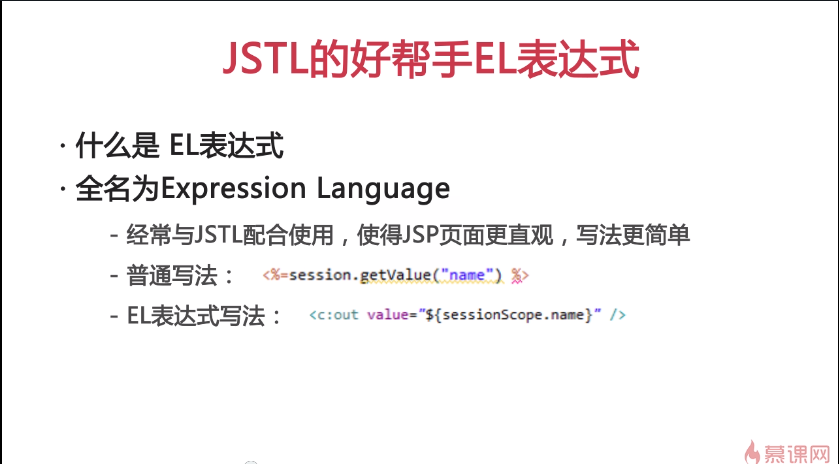 JSTL的好帮手EL表达式
· 什么是 EL表达式
· 全名为Expression Language
- 经常与JSTL配合使用，使得JSP页面更直观，写法更简单
- 普通写法： <%=session.getValue("name") %>
- EL表达式写法： <c:out value="${sessionScope.name}" />
慕课网